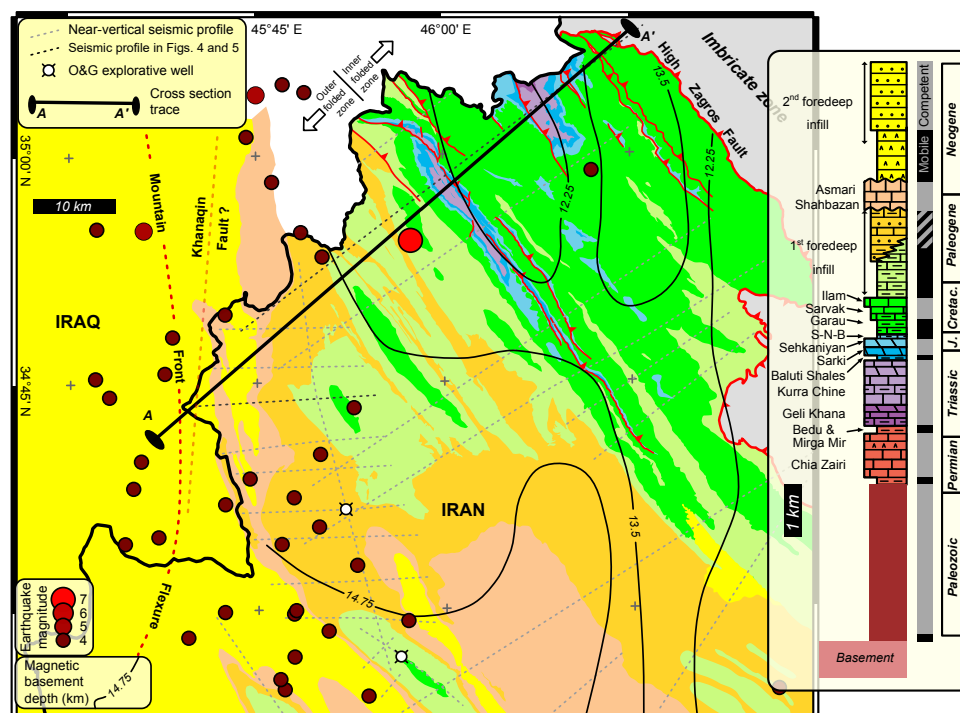 Near-vertical seismic profile
Seismic profile in Figs. 4 and 5
O&G explorative well
Cross section
trace
A
A'
45°45' E
46°00' E
Outer
folded
zone
Inner
folded
zone
A'
High Zagros Fault
Imbricate zone
13.5
12.25
12.25
35°00' N
10 km
Mountain
Khanaqin
Fault ?
IRAQ
Front
34°45' N
A
IRAN
13.5
14.75
Flexure
Earthquake
magnitude
7
6
5
4
Magnetic
basement
depth (km)
14.75
2nd foredeep
infill
Asmari
Shahbazan
1st foredeep
infill
Ilam
Sarvak
Garau
S-N-B
Sehkaniyan
Sarki
Baluti Shales
Kurra Chine
Geli Khana
Bedu &
Mirga Mir
Chia Zairi
1 km
Basement
Competent
Mobile
Neogene
Paleogene
Cretac.
J.
Triassic
Permian
Paleozoic